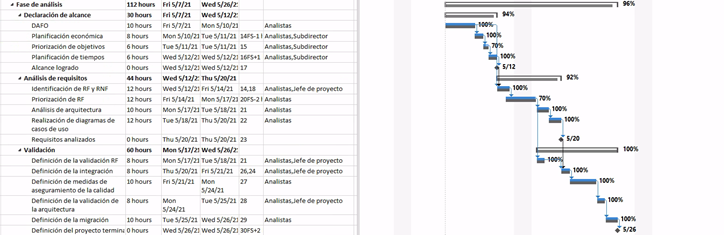 Fase de análisis 112 hours Fri 5/7/21 Wed 5/26/2: 96%
Declaración de alcance 30 hours Fri 5/7/21 Wed 5/12/2: 94%
DAFO 10 hours Fri 5/7/21 Mon 5/10/21 Analistas 100%
Planificación económica 8 hours Mon 5/10/21 Tue 5/11/21 14FS-1 Analistas,Subdirector 100%
Priorización de objetivos 6 hours Tue 5/11/21 Tue 5/11/21 15 Analistas,Subdirector 70%
Planificación de tiempos 6 hours Wed 5/12/21 Wed 5/12/21 16FS+1 Analistas,Subdirector 100%
Alcance logrado 0 hours Wed 5/12/21 Wed 5/12/21 17 5/12
Análisis de requisitos 44 hours Wed 5/12/2: Thu 5/20/21 92%
Identificación de RF y RNF 12 hours Wed 5/12/21 Fri 5/14/21 14,18 Analistas,Jefe de proyecto 100%
Priorización de RF 12 hours Fri 5/14/21 Mon 5/17/21 20FS-2 Analistas 70%
Análisis de arquitectura 10 hours Mon 5/17/21 Tue 5/18/21 21 Analistas 100%
Realización de diagramas de casos de uso 12 hours Tue 5/18/21 Thu 5/20/21 22 Analistas 100%
Requisitos analizados 0 hours Thu 5/20/21 Thu 5/20/21 23 5/20
Validación 60 hours Mon 5/17/21 Wed 5/26/2: 100%
Definición de la validación RF 8 hours Mon 5/17/21 Tue 5/18/21 21 Analistas,Jefe de proyecto 100%
Definición de la integración 8 hours Thu 5/20/21 Fri 5/21/21 26,24 Analistas,Jefe de proyecto 100%
Definición de medidas de aseguramiento de la calidad 10 hours Fri 5/21/21 Mon 5/24/21 27 Analistas 100%
Definición de la validación de la arquitectura 8 hours Mon 5/24/21 Tue 5/25/21 28 Analistas,Jefe de proyecto 100%
Definición de la migración 10 hours Tue 5/25/21 Wed 5/26/21 29 Analistas 100%
Definición del proyecto termina 0 hours Wed 5/26/21 Wed 5/26/21 30FS+2 5/26